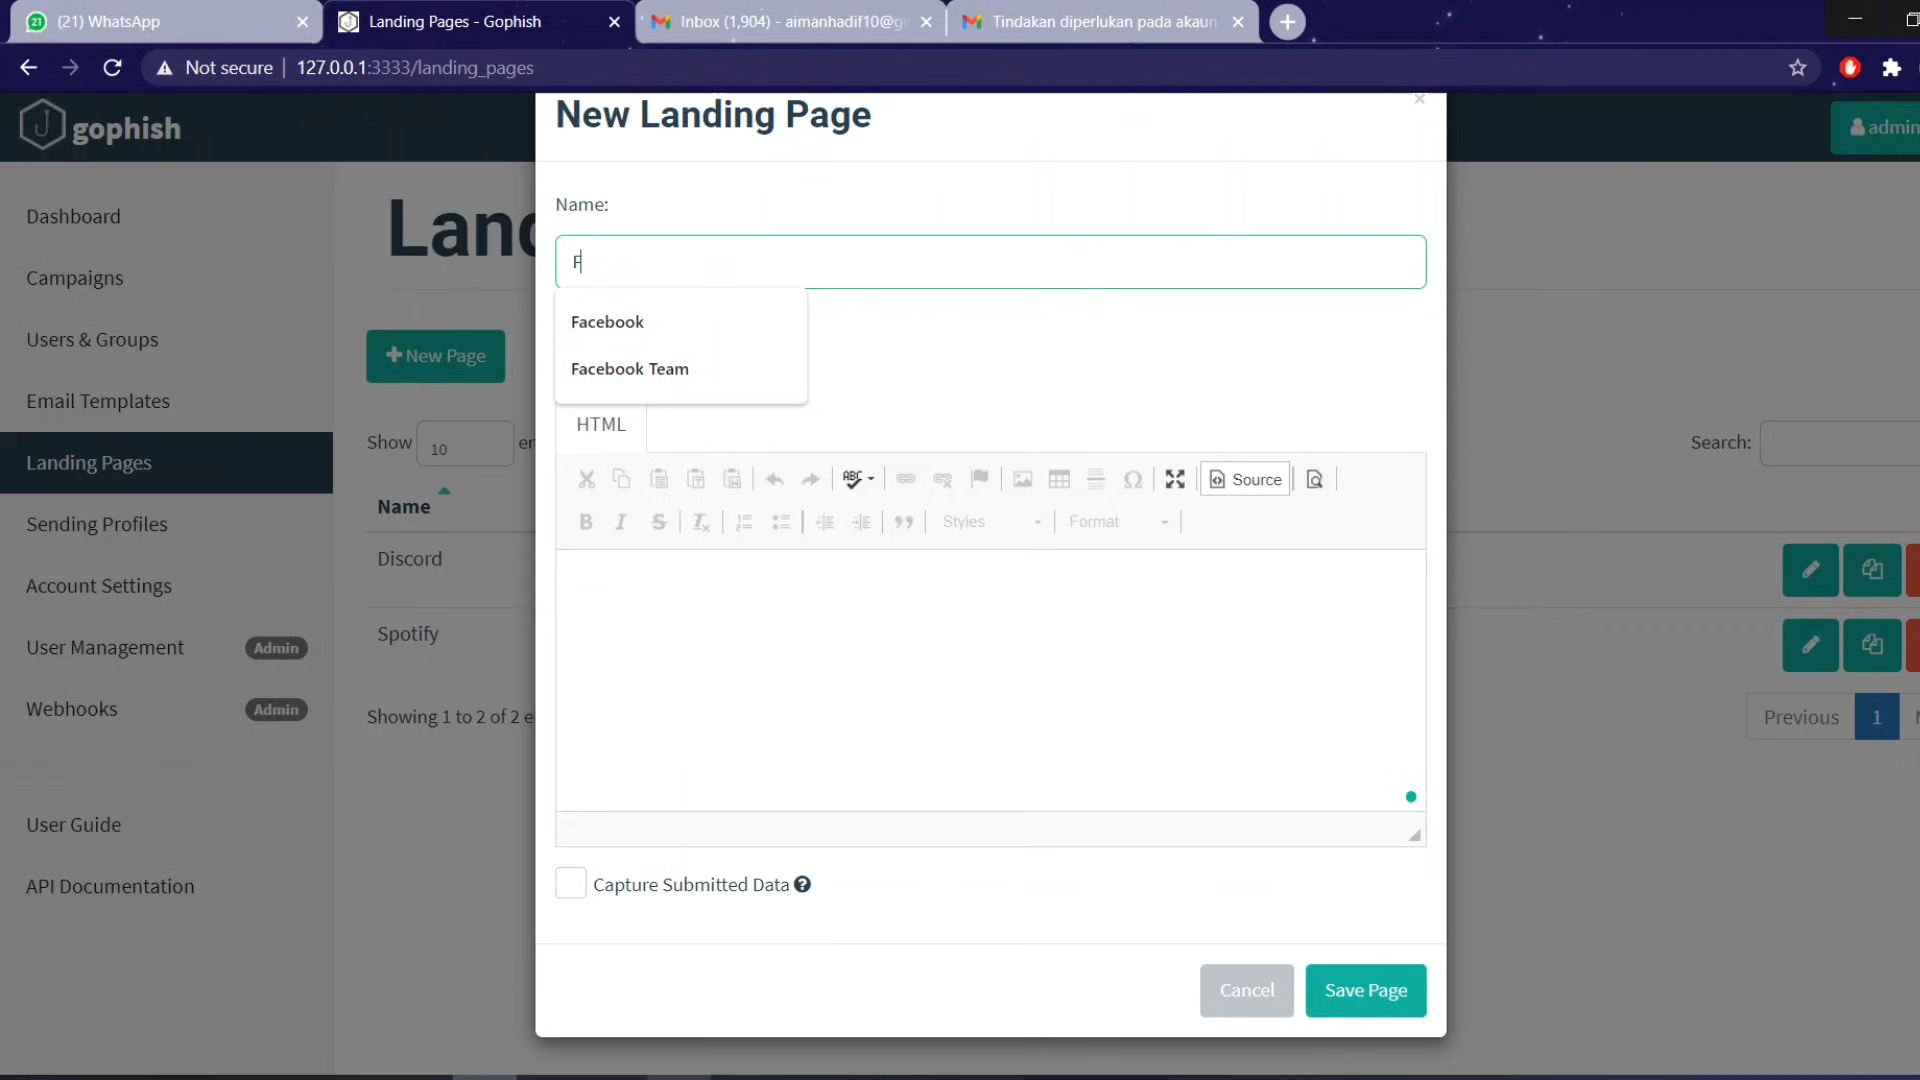 (21) WhatsApp
Landing Pages - Gophish
Inbox (1,904) - aimanhadif10@g
Tindakan diperlukan pada akaun
Not secure
127.0.0.1:3333/landing_pages
gophish
New Landing Page
admin
Name:
F
Facebook
Facebook Team
Dashboard
Campaigns
Users & Groups
Email Templates
Landing Pages
Sending Profiles
Account Settings
User Management Admin
Webhooks Admin
User Guide
API Documentation
Land
New Page
Show 10 en
Search:
Name
Discord
Spotify
Showing 1 to 2 of 2 e
Previous 1
HTML
ABC
Source
B I S
Styles
Format
Capture Submitted Data
Cancel
Save Page